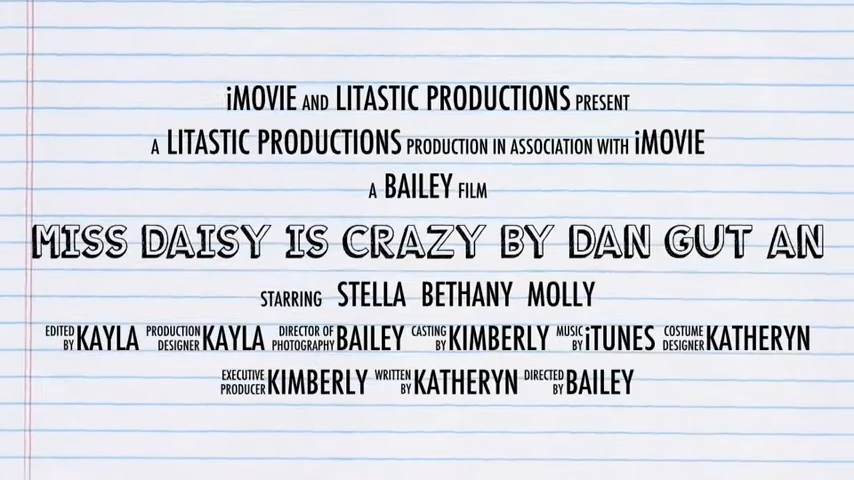 iMOVIE AND LITASTIC PRODUCTIONS PRESENT
A LITASTIC PRODUCTIONS PRODUCTION IN ASSOCIATION WITH iMOVIE
A BAILEY FILM
MISS DAISY IS CRAZY BY DAN GUT AN
STARRING STELLA BETHANY MOLLY
EDITED BY KAYLA PRODUCTION DESIGNER KAYLA DIRECTOR OF PHOTOGRAPHY BAILEY CASTING BY KIMBERLY MUSIC BY iTUNES COSTUME DESIGNER KATHERYN
EXECUTIVE PRODUCER KIMBERLY WRITTEN BY KATHERYN DIRECTED BY BAILEY